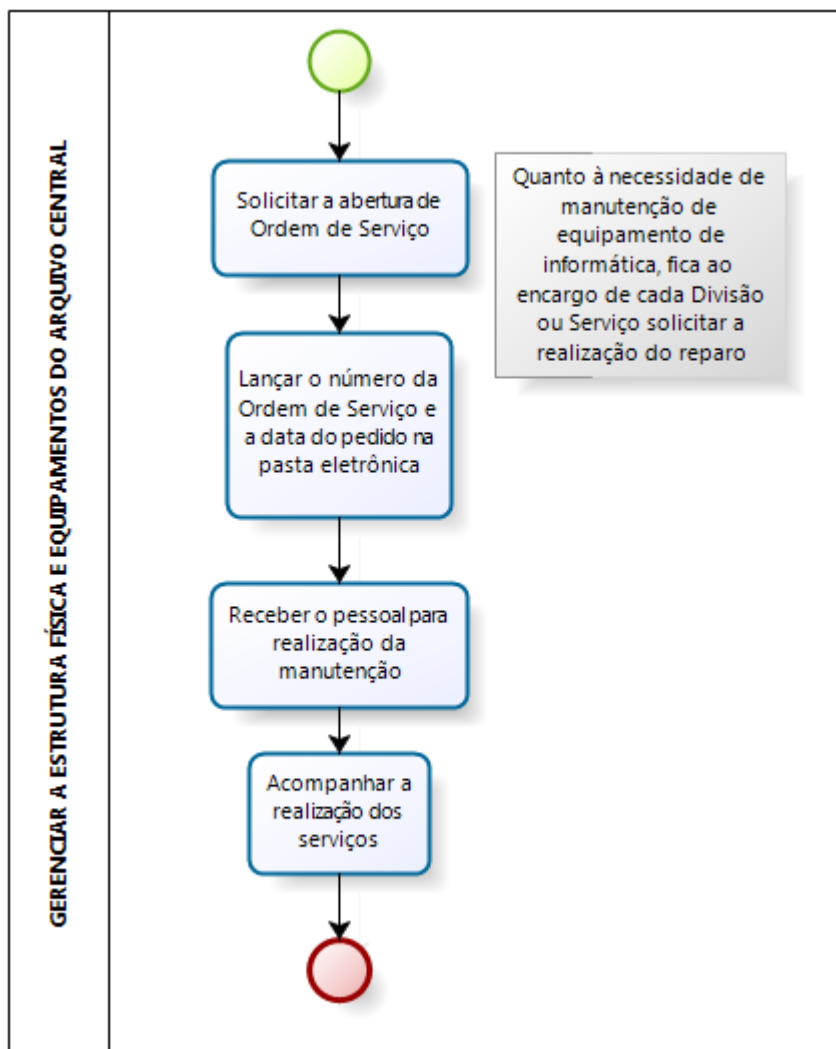 GERENCIAR A ESTRUTURA FÍSICA E EQUIPAMENTOS DO ARQUIVO CENTRAL
Solicitar a abertura de
Ordem de Serviço
Quanto à necessidade de
manutenção de
equipamento de
informática, fica ao
encargo de cada Divisão
ou Serviço solicitar a
realização do reparo
Lançar o número da
Ordem de Serviço e
a data do pedido na
pasta eletrônica
Receber o pessoal para
realização da
manutenção
Acompanhar a
realização dos
serviços